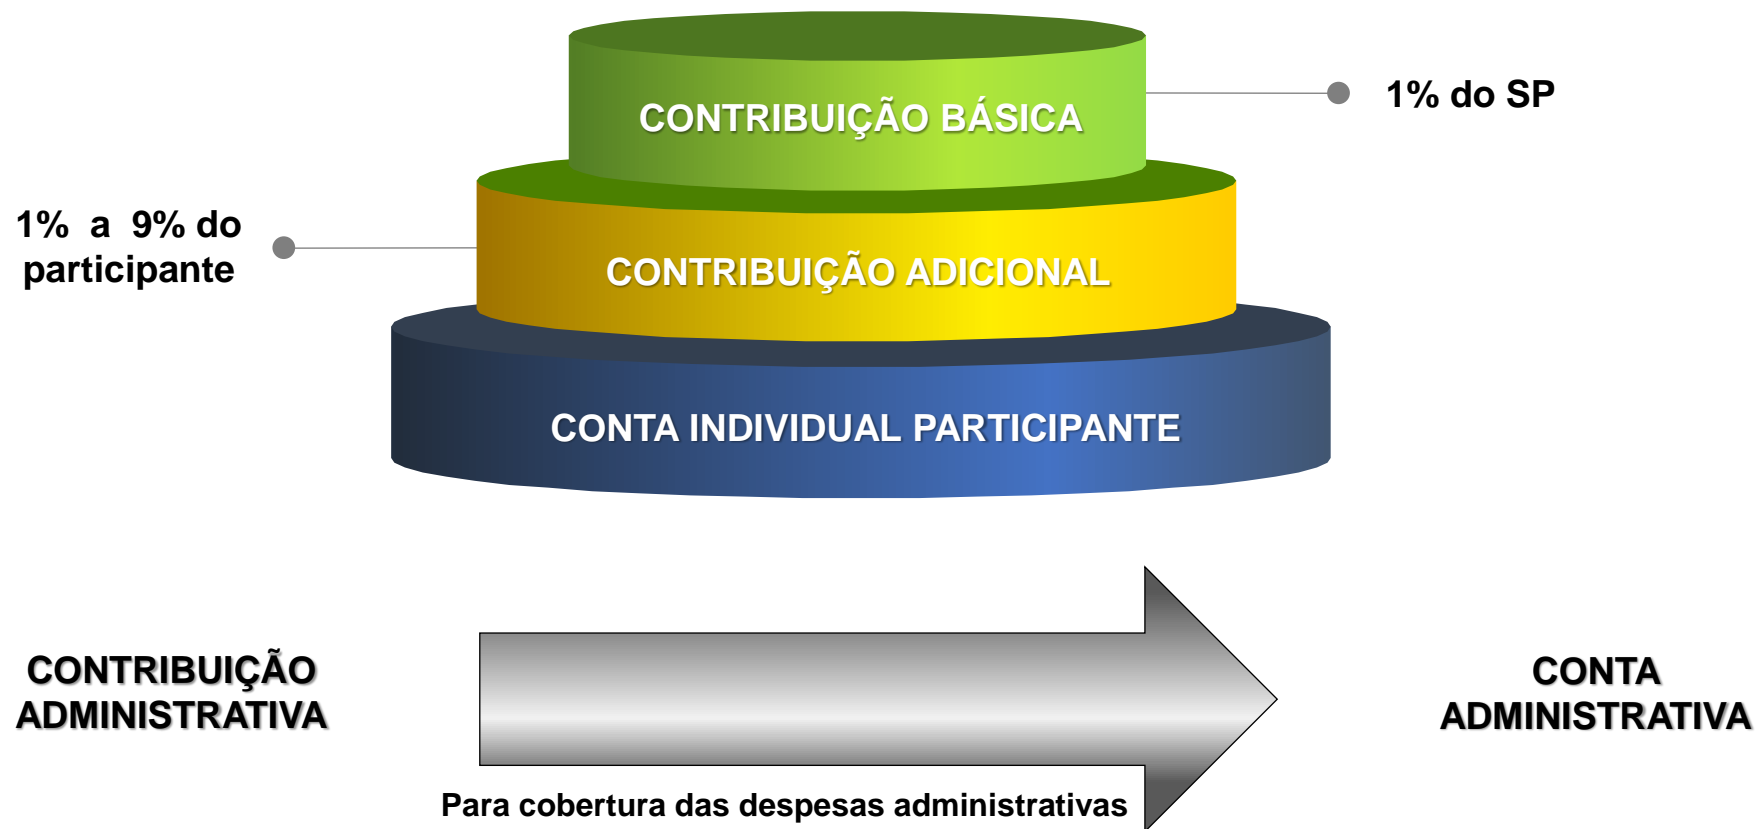 CONTRIBUIÇÃO BÁSICA
1% do SP
1% a 9% do
participante
CONTRIBUIÇÃO ADICIONAL
CONTA INDIVIDUAL PARTICIPANTE
CONTRIBUIÇÃO
ADMINISTRATIVA
CONTA
ADMINISTRATIVA
Para cobertura das despesas administrativas